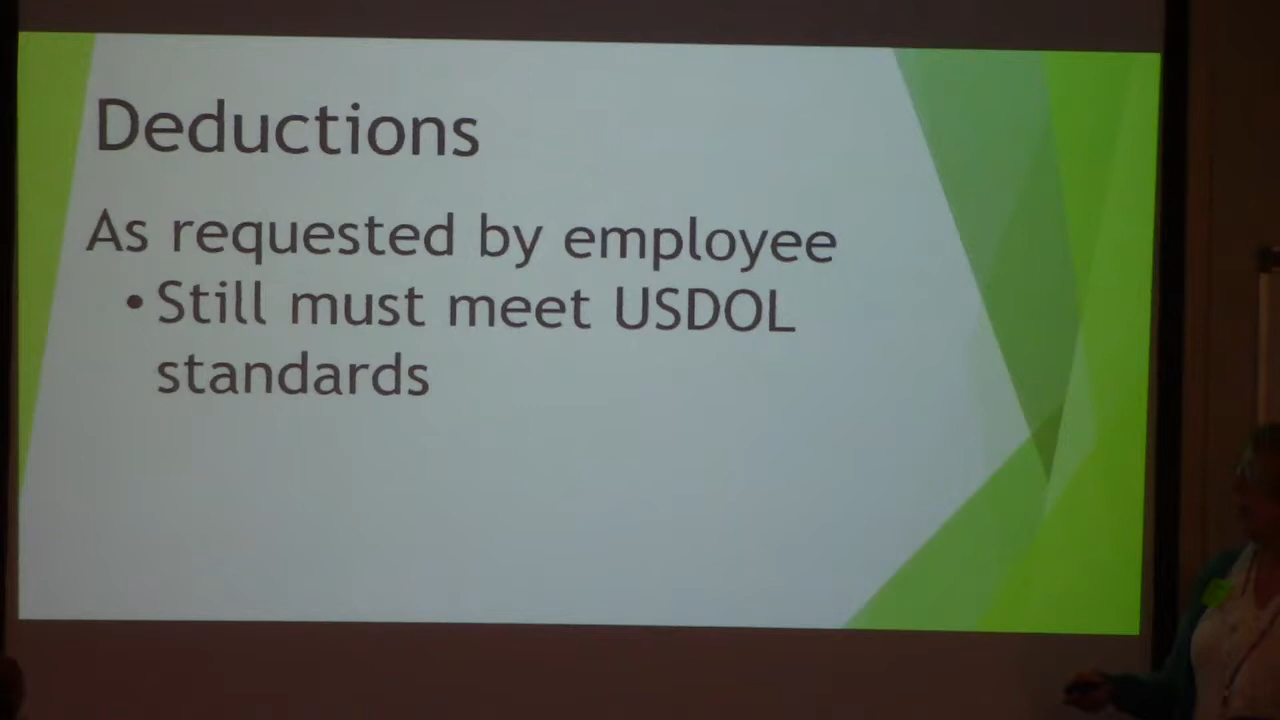 Deductions
As requested by employee
• Still must meet USDOL
standards